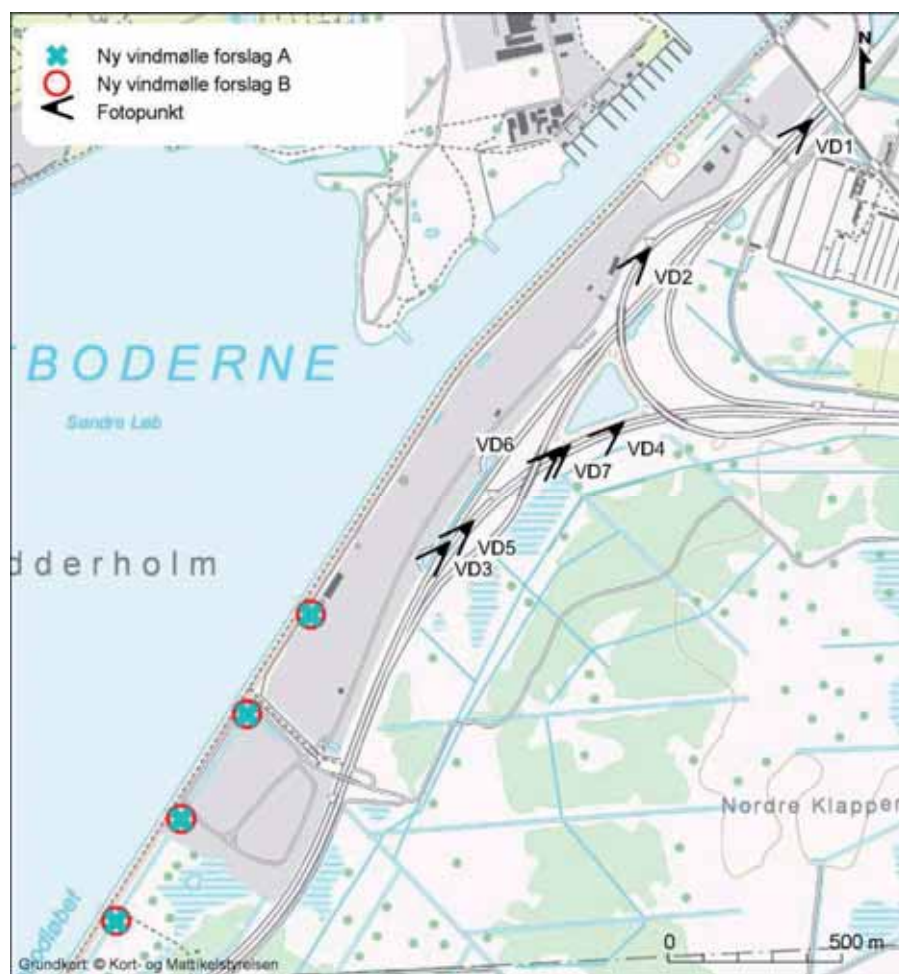 Ny vindmølle forslag A
Ny vindmølle forslag B
Fotopunkt
N
VD1
VD2
BODERNE
Søndre Løb
VD6
VD4
VD7
VD5
VD3
dderholm
Nordre Klapper
0 500 m
Grundkort: © Kort- og Matrikelstyrelsen